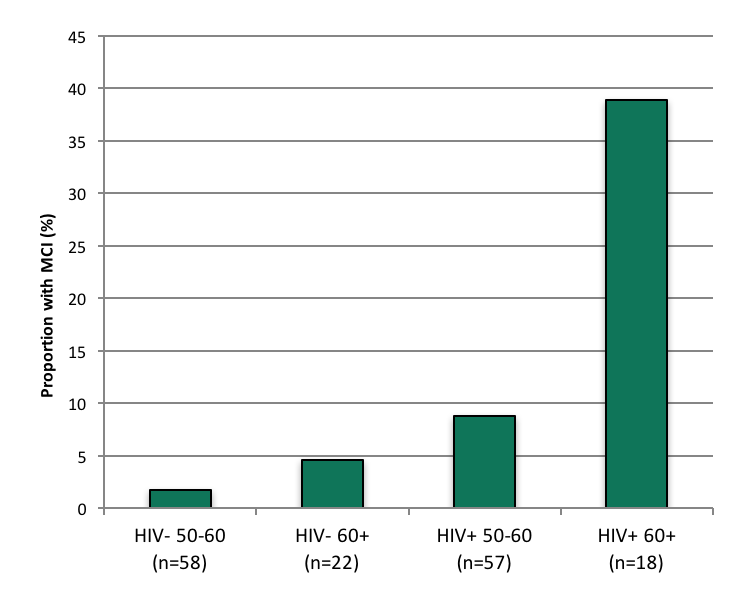 45
40
35
30
25
20
15
10
5
0
Proportion with MCI (%)
HIV- 50-60
(n=58)
HIV- 60+
(n=22)
HIV+ 50-60
(n=57)
HIV+ 60+
(n=18)